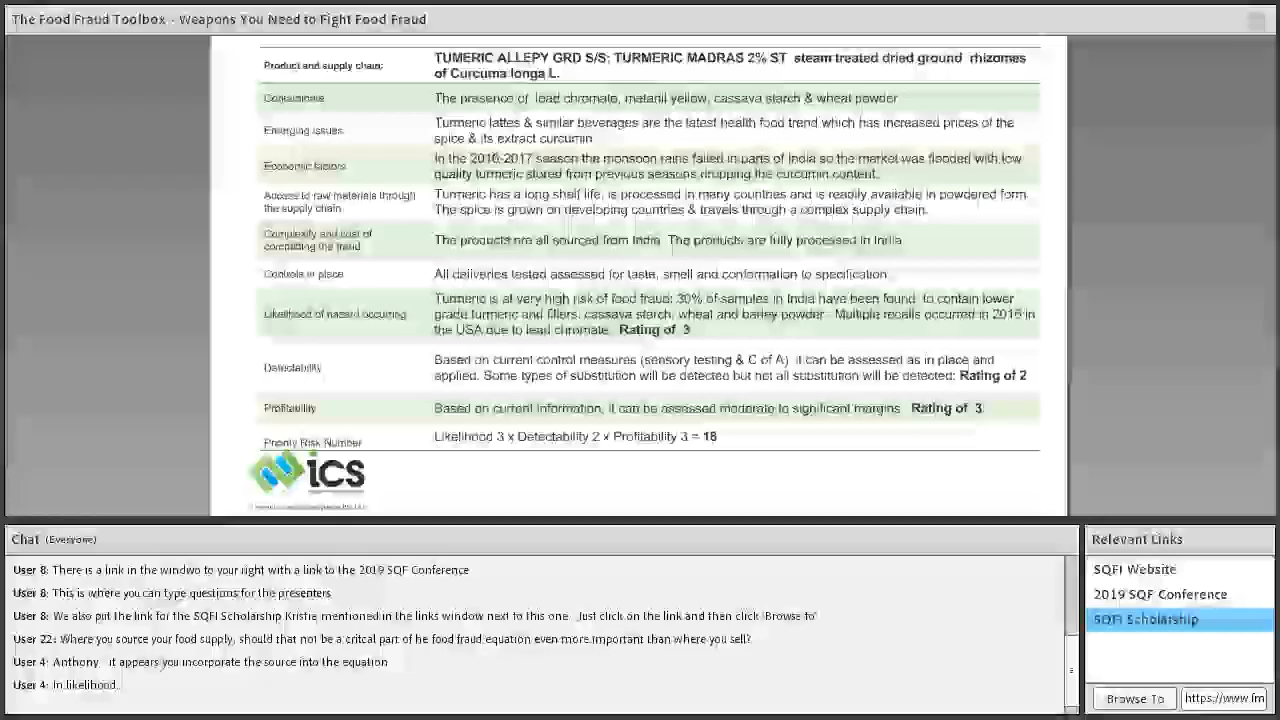 The Food Fraud Toolbox - Weapons You Need to Fight Food Fraud
Product and supply chain:
TUMERIC ALLEPY GRD S/S; TURMERIC MADRAS 2% ST steam treated dried ground rhizomes
of Curcuma longa L.
Contaminate
The presence of lead chromate, metanil yellow, cassava starch & wheat powder
Emerging issues
Turmeric lattes & similar beverages are the latest health food trend which has increased prices of the
spice & its extract curcumin
Economic factors
In the 2016-2017 season the monsoon rains failed in parts of India so the market was flooded with low
quality turmeric stored from previous seasons dropping the curcumin content.
Access to raw materials through
the supply chain
Turmeric has a long shelf life, is processed in many countries and is readily available in powdered form.
The spice is grown on developing countries & travels through a complex supply chain.
Complexity and cost of
completing the fraud
The products are all sourced from India The products are fully processed in India
Controls in place
All deliveries tested assessed for taste, smell and conformation to specification
Likelihood of hazard occurring
Turmeric is at very high risk of food fraud; 30% of samples in India have been found to contain lower
grade turmeric and fillers, cassava starch, wheat and barley powder. Multiple recalls occurred in 2016 in
the USA due to lead chromate. Rating of 3
Detectability
Based on current control measures (sensory testing & C of A) it can be assessed as in place and
applied. Some types of substitution will be detected but not all substitution will be detected: Rating of 2
Profitability
Based on current information, it can be assessed moderate to significant margins Rating of 3
Priority Risk Number
Likelihood 3 x Detectability 2 x Profitability 3 = 18
ics
Chat (Everyone)
User 8: There is a link in the windwo to your right with a link to the 2019 SQF Conference
User 8: This is where you can type questions for the presenters
User 8: We also put the link for the SQFI Scholarship Kristie mentioned in the links window next to this one. Just click on the link and then click 'Browse to'
User 22: Where you source your food supply, should that not be a critcal part of he food fraud equation even more important than where you sell?
User 4: Anthony it appears you incorporate the source into the equation
User 4: In likelihood.
Relevant Links
SQFI Website
2019 SQF Conference
SQFI Scholarship
Browse To
https://www.fm